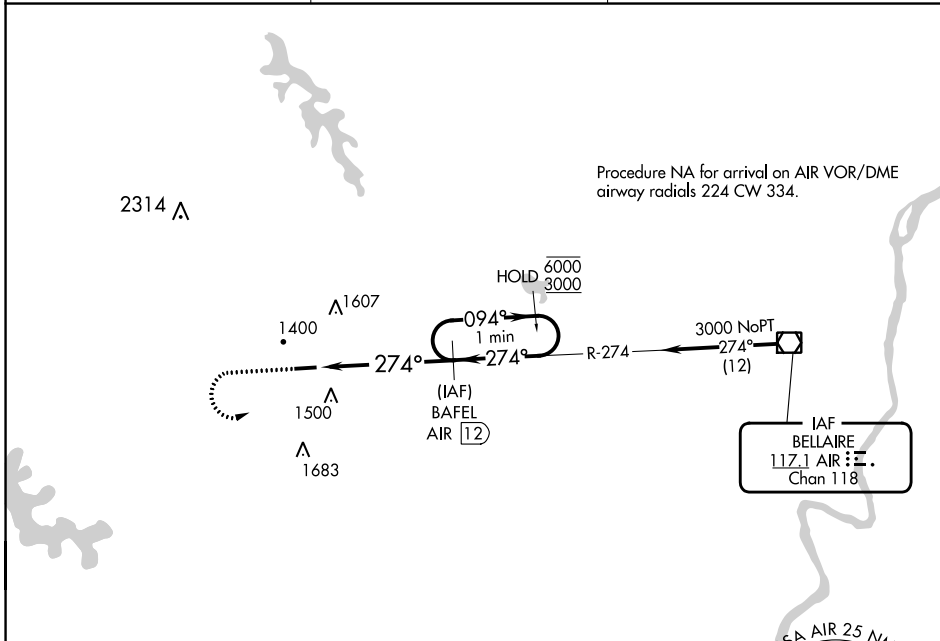 Procedure NA for arrival on AIR VOR/DME
airway radials 224 CW 334.
2314
HOLD 6000
3000
1607
094°
1400
1 min
3000 NoPT
274°
274°
R-274
274°
(12)
(IAF)
BAFEL
AIR 12
1500
1683
IAF
BELLAIRE
117.1 AIR
Chan 118
SA AIR 25 N